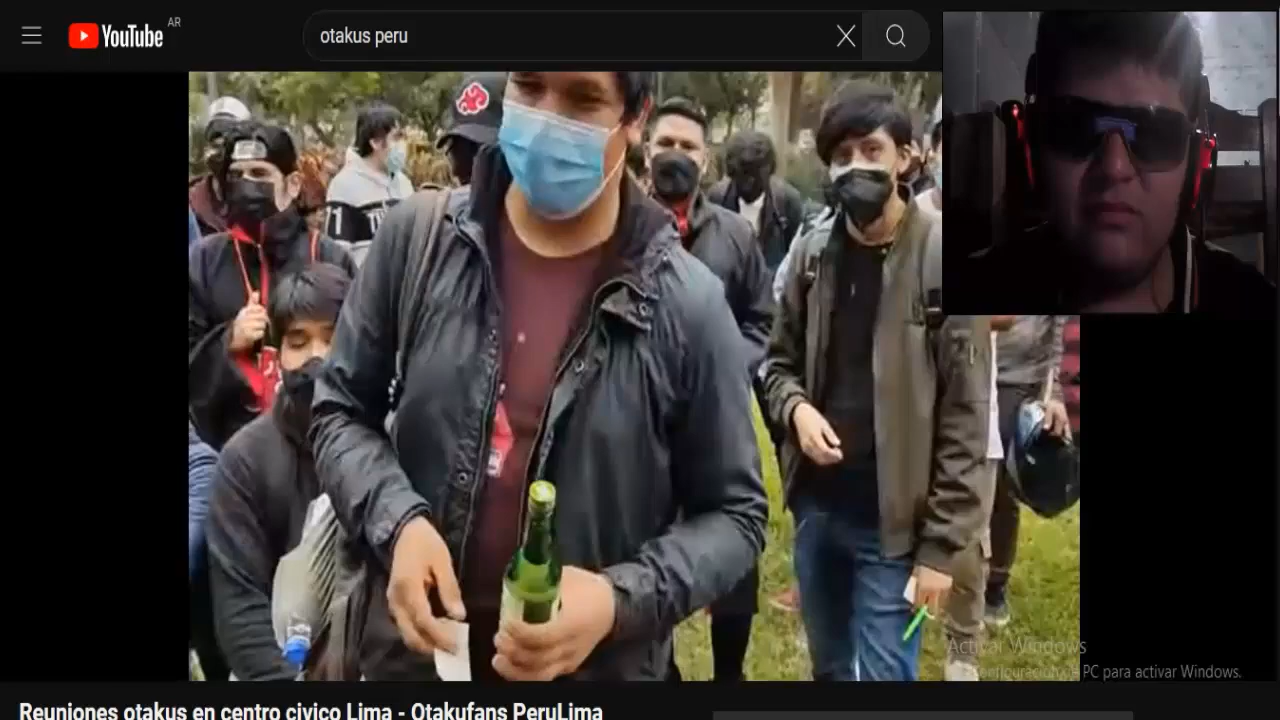 YouTube AR
otakus peru
Activar Windows
PC para activar Windows.
Reuniones otakus en centro civico Lima - Otakufans PeruLima